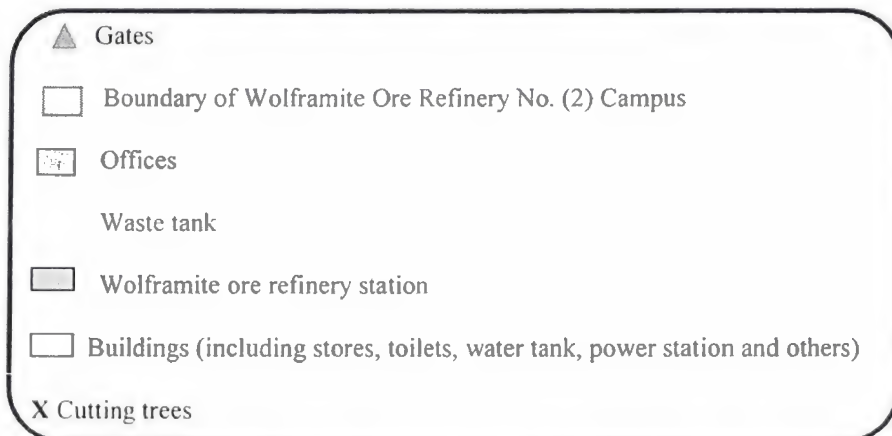 Gates
Boundary of Wolframite Ore Refinery No. (2) Campus
Offices
Waste tank
Wolframite ore refinery station
Buildings (including stores, toilets, water tank, power station and others)
X Cutting trees